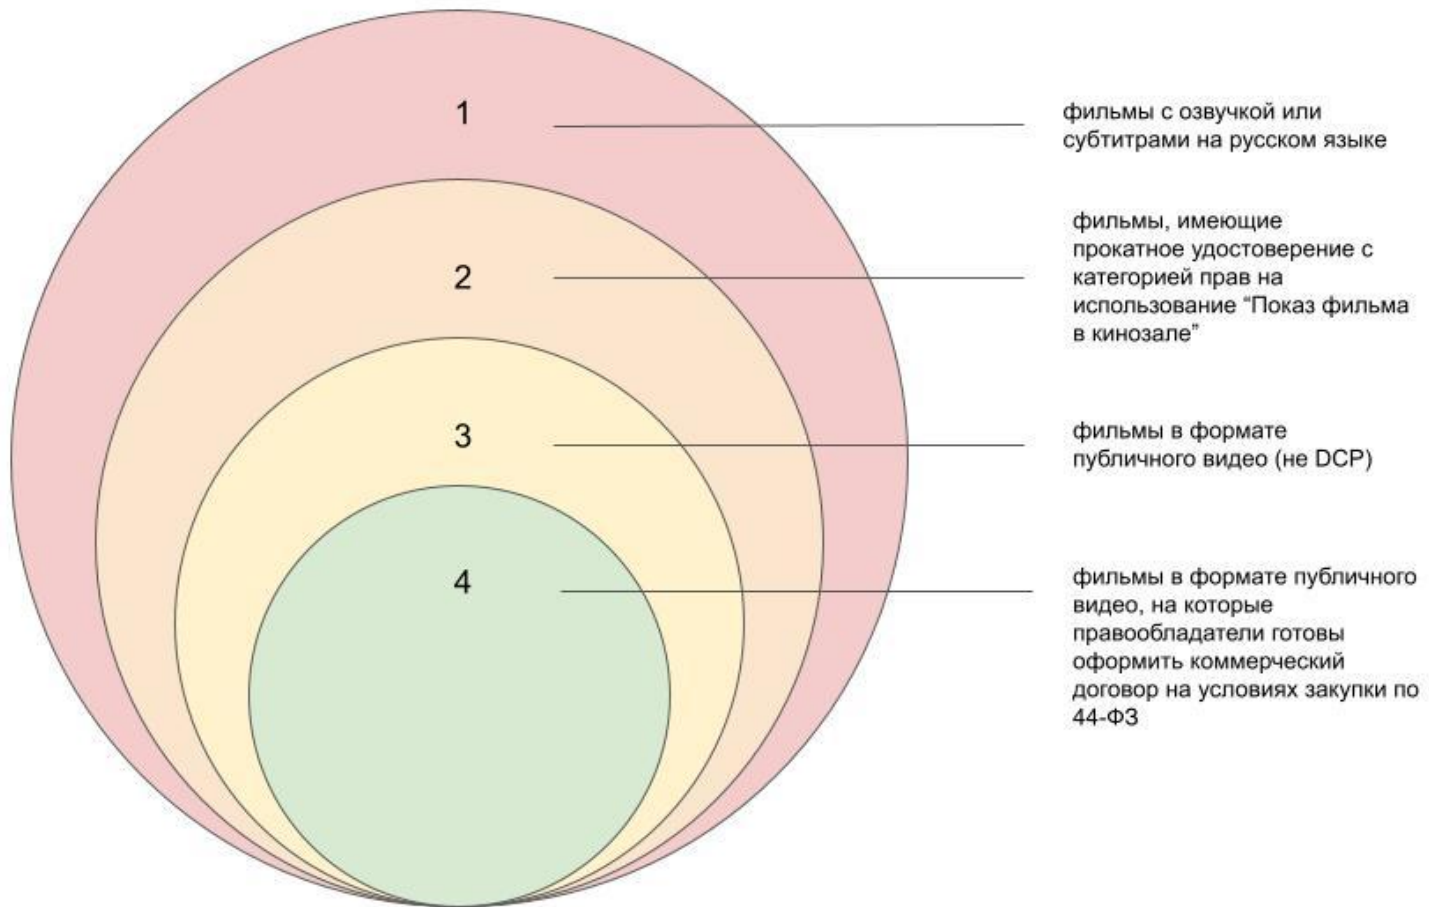 1
фильмы с озвучкой или
субтитрами на русском языке
2
фильмы, имеющие
прокатное удостоверение с
категорией прав на
использование “Показ фильма
в кинозале”
3
фильмы в формате
публичного видео (не DCP)
4
фильмы в формате публичного
видео, на которые
правообладатели готовы
оформить коммерческий
договор на условиях закупки по
44-ФЗ